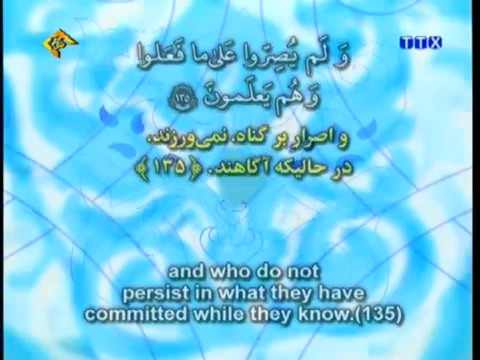 TTX
وَ لَم يُصِرّوا عَلىٰ ما فَعَلوا
وَ هُم يَعلَمونَ ١٣٥
و اصرار بر گناه، نمی‌ورزند،
در حالیکه آگاهند. ﴿۱۳۵﴾
and who do not
persist in what they have
committed while they know.(135)